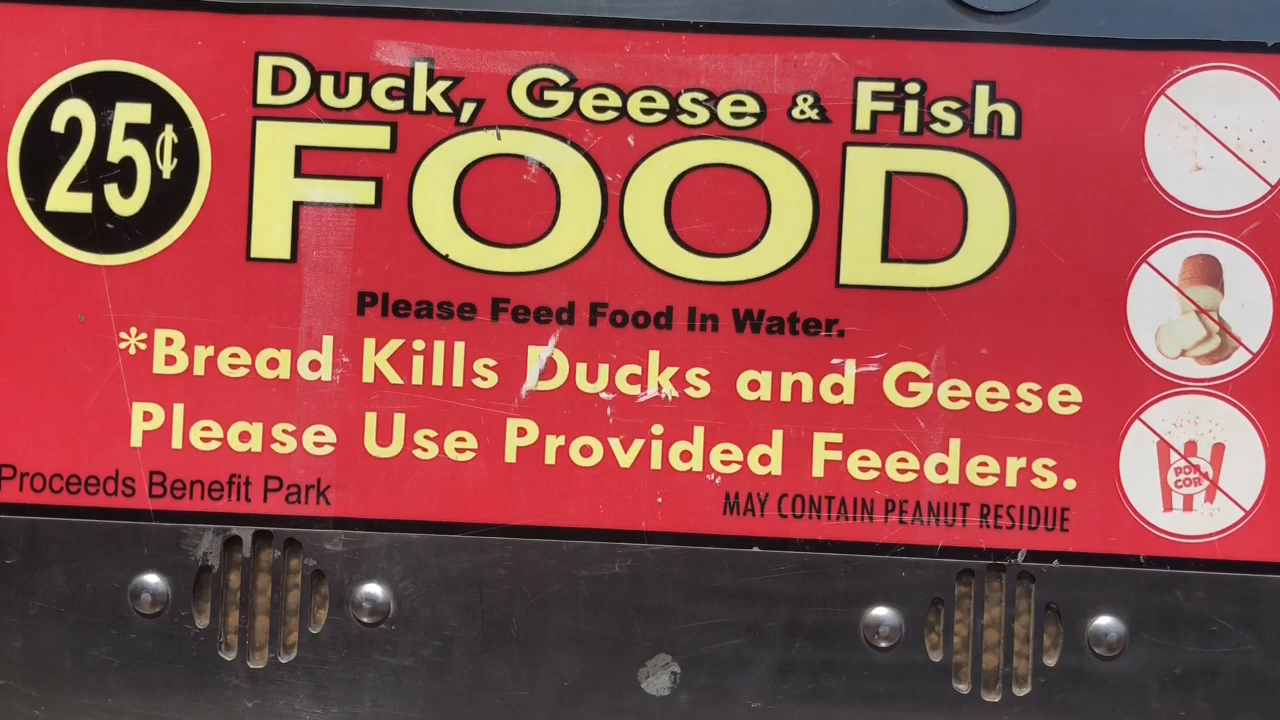 25¢
Duck, Geese & Fish
FOOD
Please Feed Food In Water.
*Bread Kills Ducks and Geese
Please Use Provided Feeders.
Proceeds Benefit Park
MAY CONTAIN PEANUT RESIDUE
POP
CORN